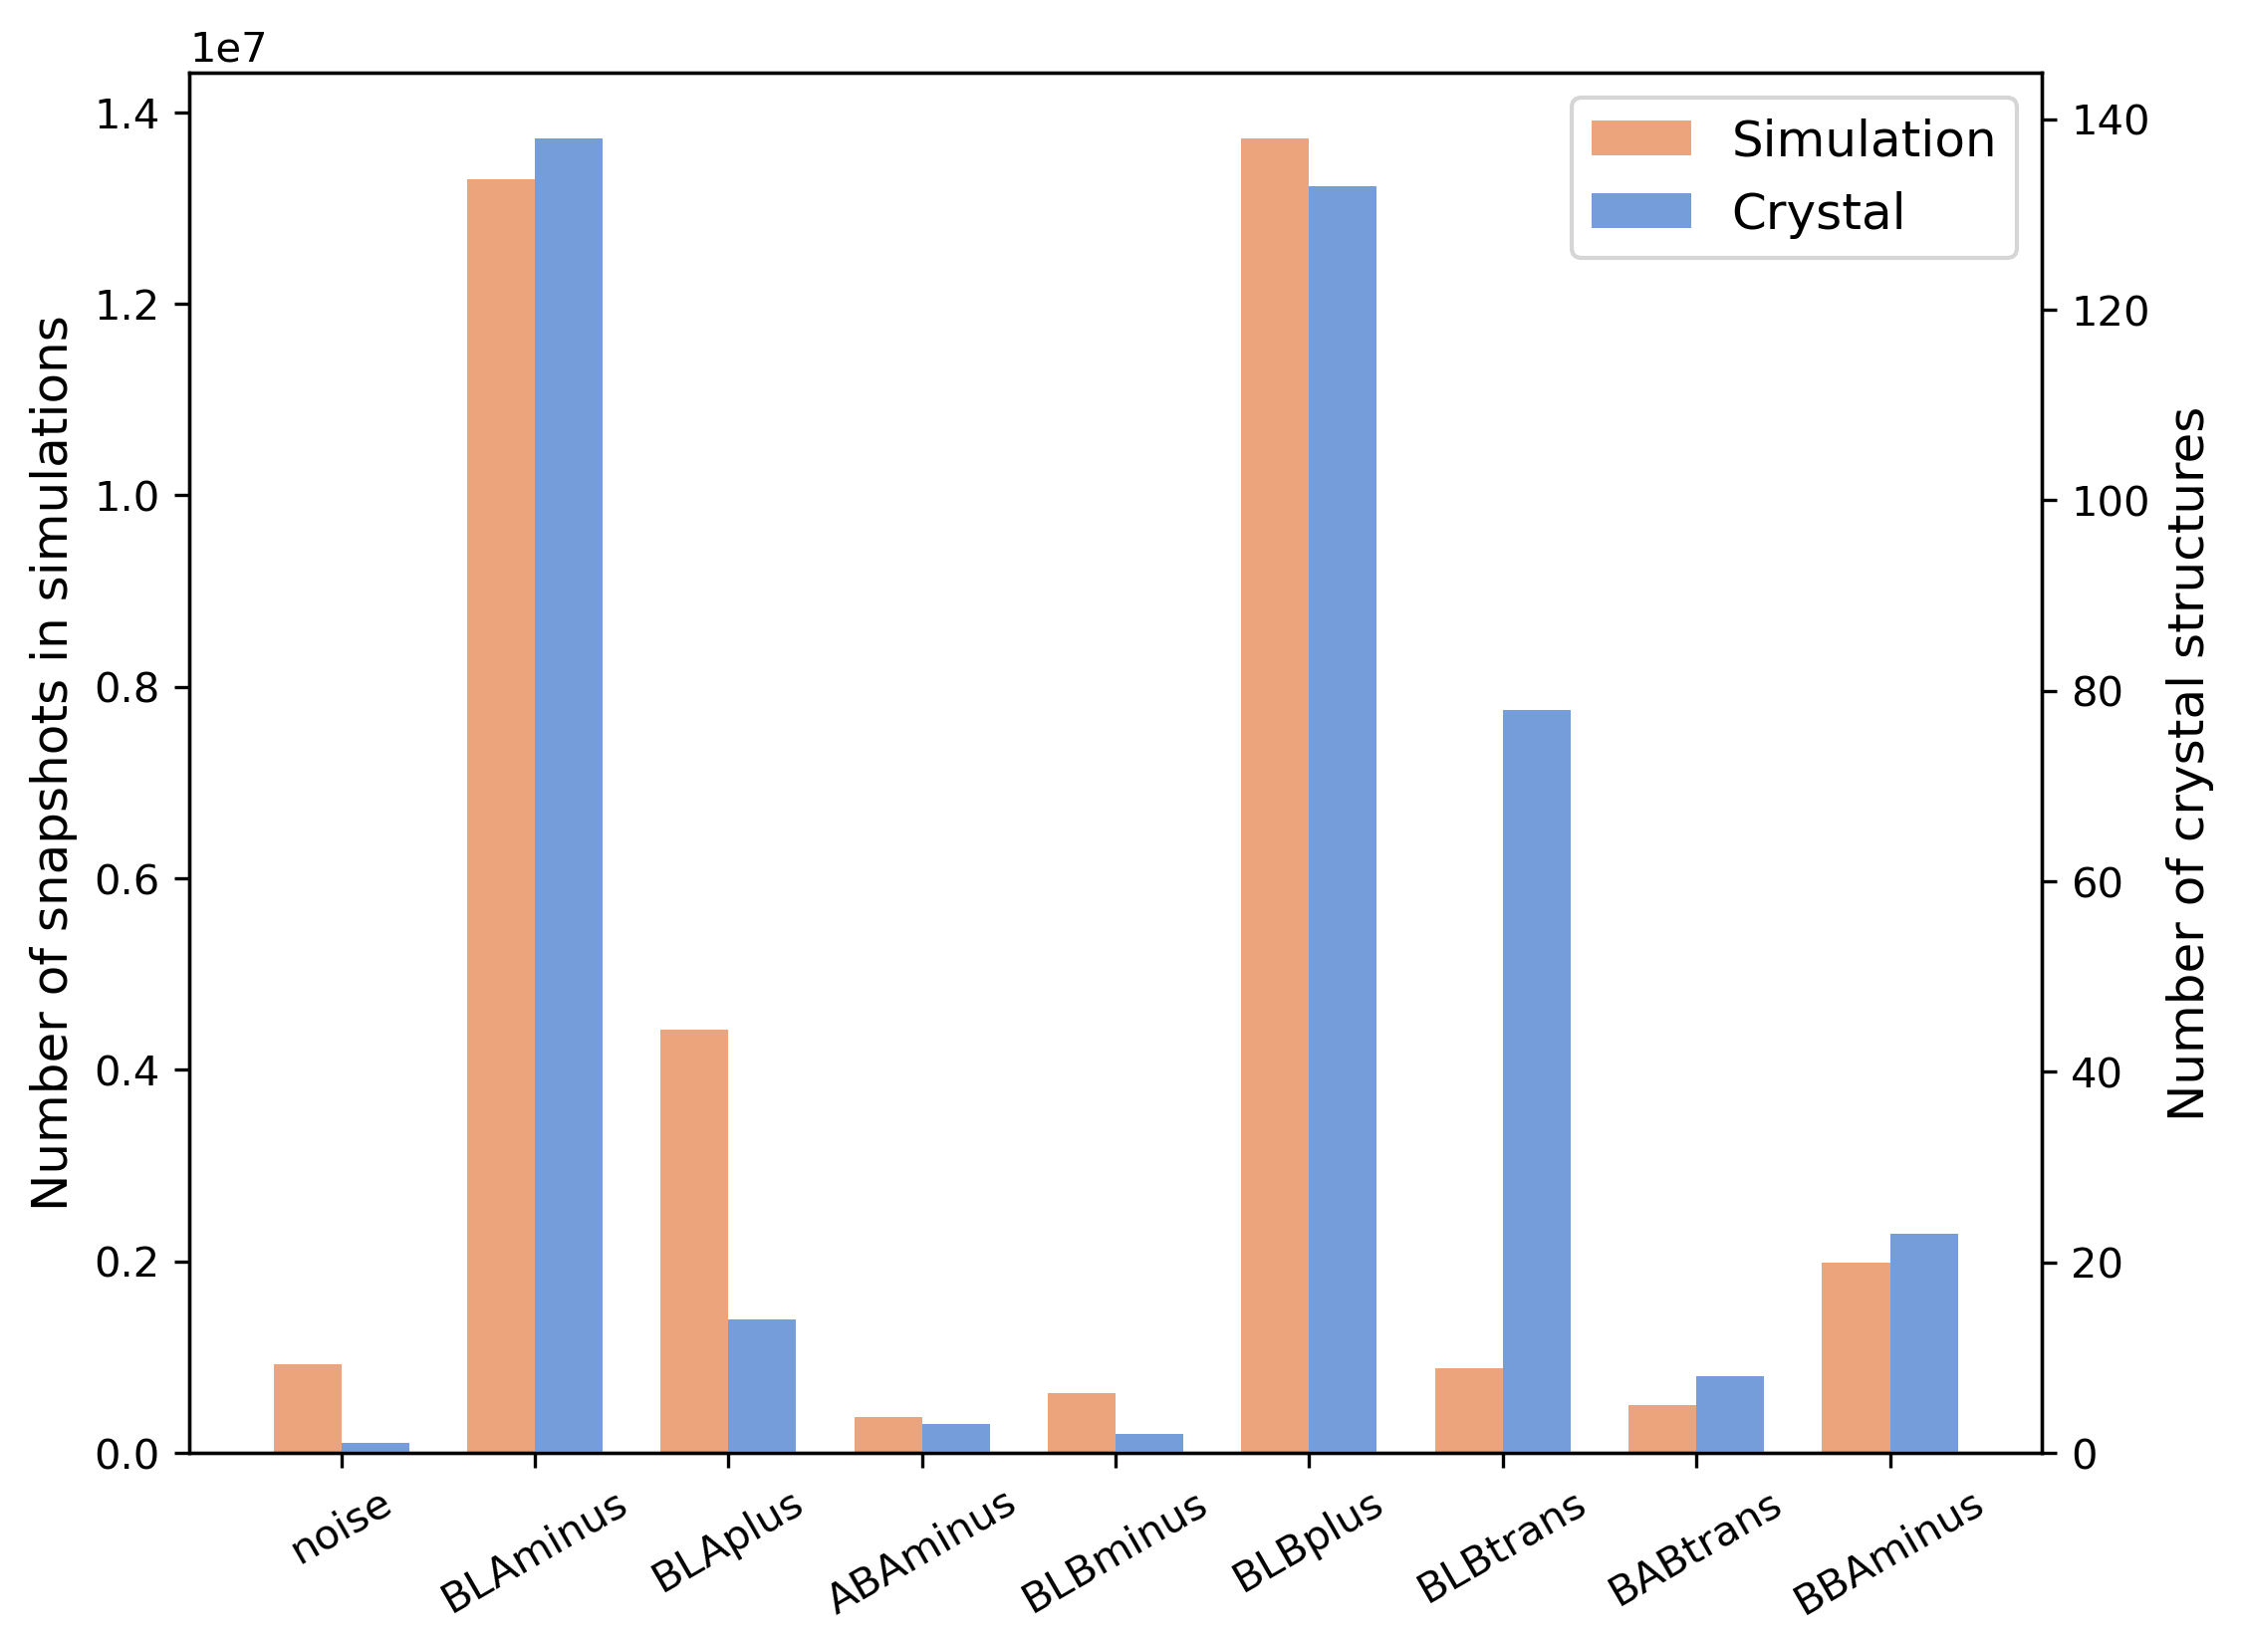 1e7
1.4
1.2
1.0
0.8
0.6
0.4
0.2
0.0
Number of snapshots in simulations
Simulation
Crystal
140
120
100
80
60
40
20
0
Number of crystal structures
noise
BLAminus
BLAplus
ABAminus
BLBminus
BLBplus
BLBtrans
BABtrans
BBAminus